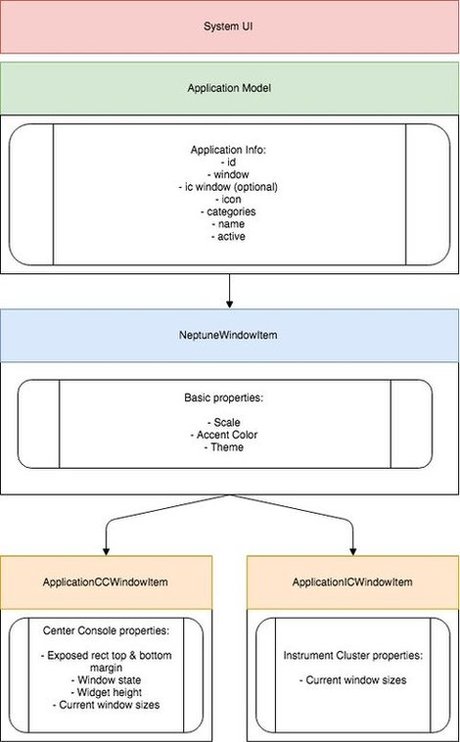 System UI
Application Model
Application Info:
- id
- window
- ic window (optional)
- icon
- categories
- name
- active
NeptuneWindowItem
Basic properties:
- Scale
- Accent Color
- Theme
ApplicationCCWindowItem
Center Console properties:
- Exposed rect top & bottom
margin
- Window state
- Widget height
- Current window sizes
ApplicationICWindowItem
Instrument Cluster properties:
- Current window sizes